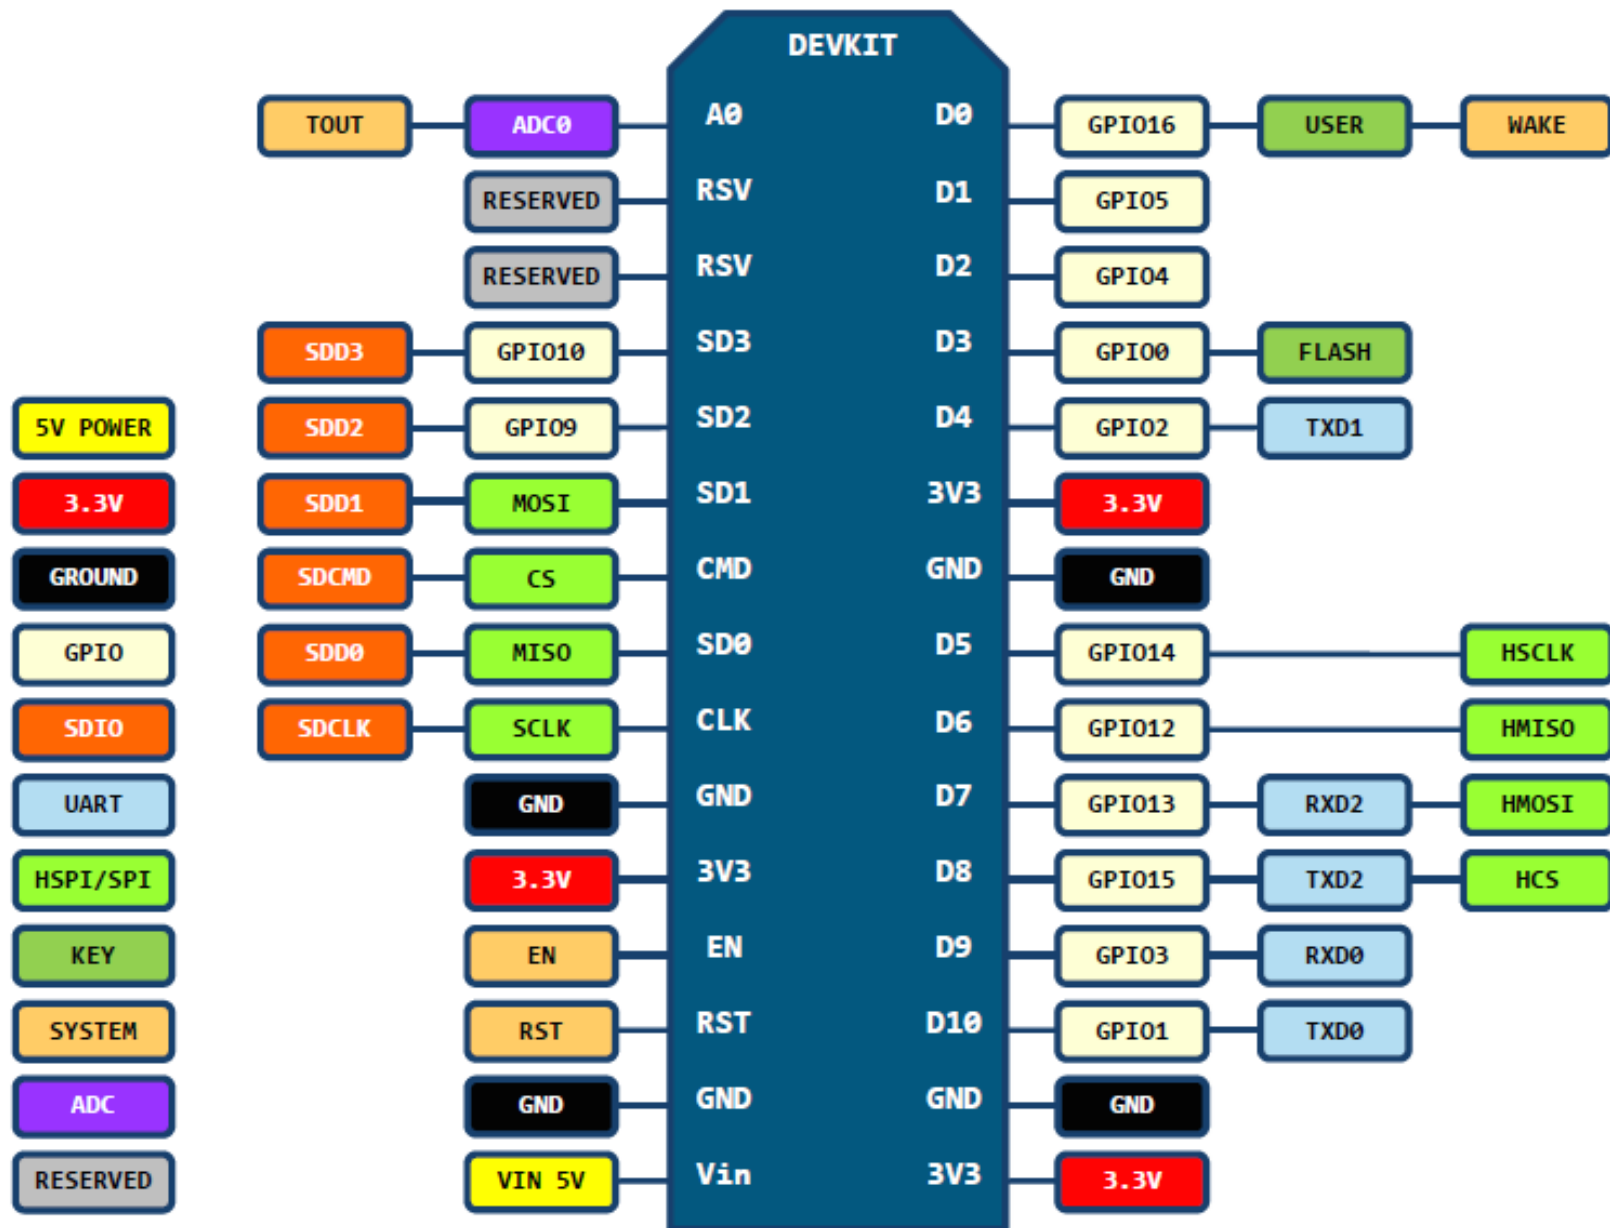 DEVKIT
TOUT ADC0 A0 D0 GPIO16 USER WAKE
RESERVED RSV D1 GPIO5
RESERVED RSV D2 GPIO4
SDD3 GPIO10 SD3 D3 GPIO0 FLASH
5V POWER SDD2 GPIO9 SD2 D4 GPIO2 TXD1
3.3V SDD1 MOSI SD1 3V3 3.3V
GROUND SDCMD CS CMD GND GND
GPIO SDD0 MISO SD0 D5 GPIO14 HSCLK
SDIO SDCLK SCLK CLK D6 GPIO12 HMISO
UART GND GND D7 GPIO13 RXD2 HMOSI
HSPI/SPI 3.3V 3V3 D8 GPIO15 TXD2 HCS
KEY EN EN D9 GPIO3 RXD0
SYSTEM RST RST D10 GPIO1 TXD0
ADC GND GND GND GND
RESERVED VIN 5V Vin 3V3 3.3V